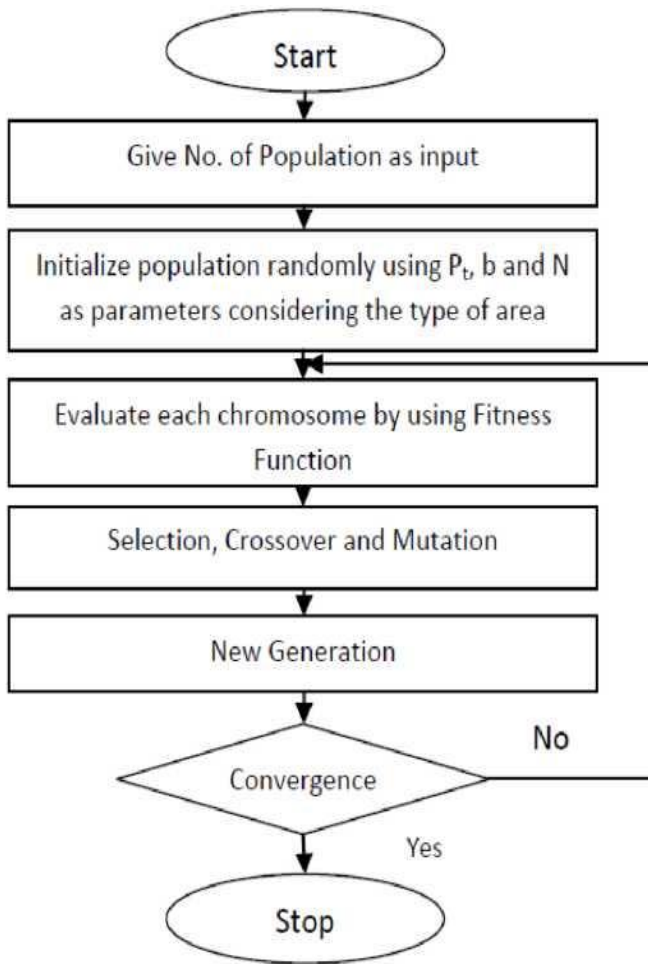 Start
Give No. of Population as input
Initialize population randomly using Pₜ, b and N
as parameters considering the type of area
Evaluate each chromosome by using Fitness
Function
Selection, Crossover and Mutation
New Generation
Convergence
No
Yes
Stop